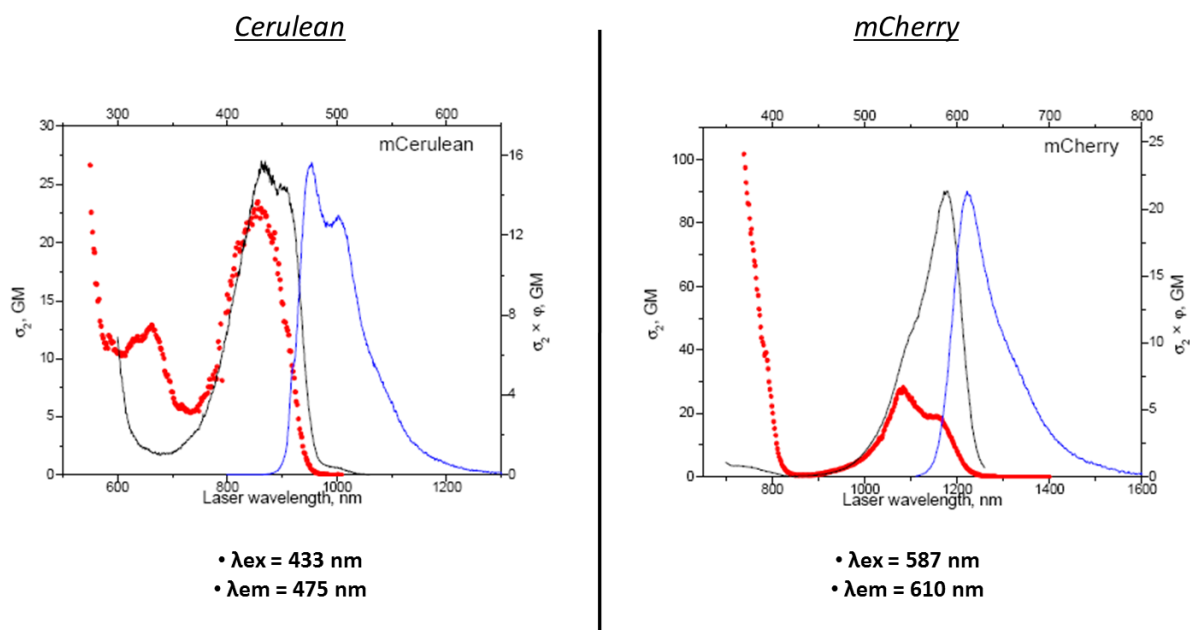 Cerulean
300 400 500 600
mCerulean
30
25
20
15
10
5
0
σ₂, GM
16
12
8
4
0
σ₂ × φ, GM
600 800 1000 1200
Laser wavelength, nm
• λex = 433 nm
• λem = 475 nm
mCherry
400 500 600 700 800
mCherry
100
80
60
40
20
0
σ₂, GM
25
20
15
10
5
0
σ₂ × φ, GM
800 1000 1200 1400 1600
Laser wavelength, nm
• λex = 587 nm
• λem = 610 nm